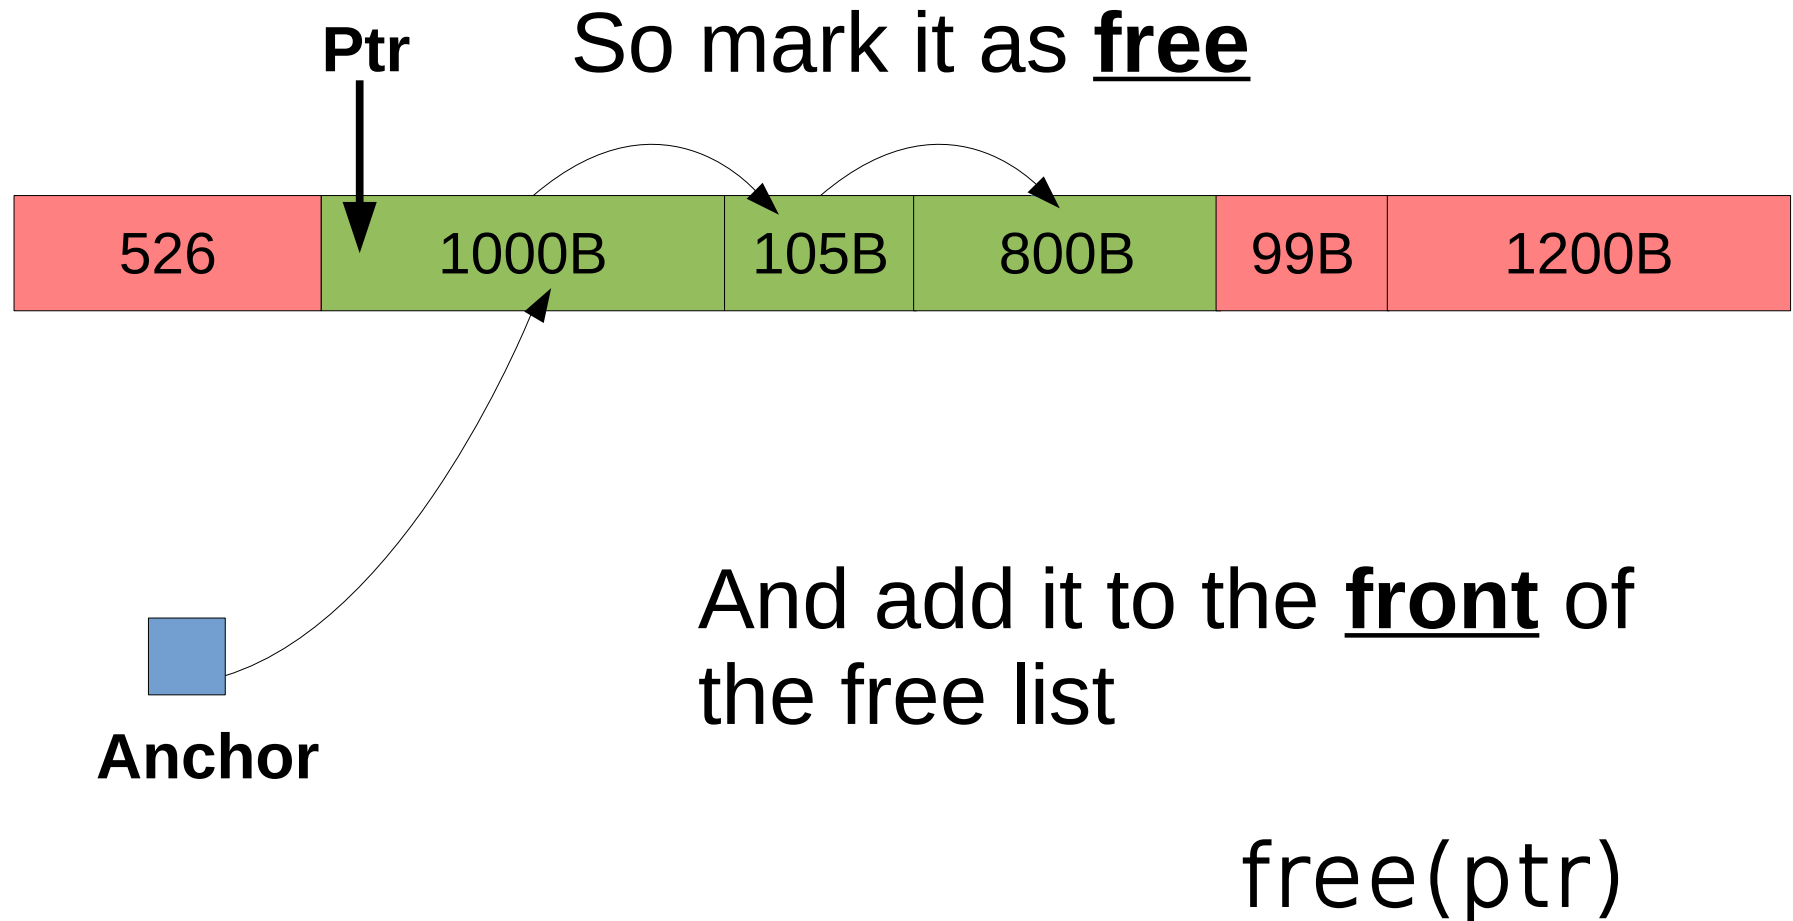 So mark it as free
Ptr
526 1000B 105B 800B 99B 1200B
And add it to the front of
the free list
Anchor
free(ptr)